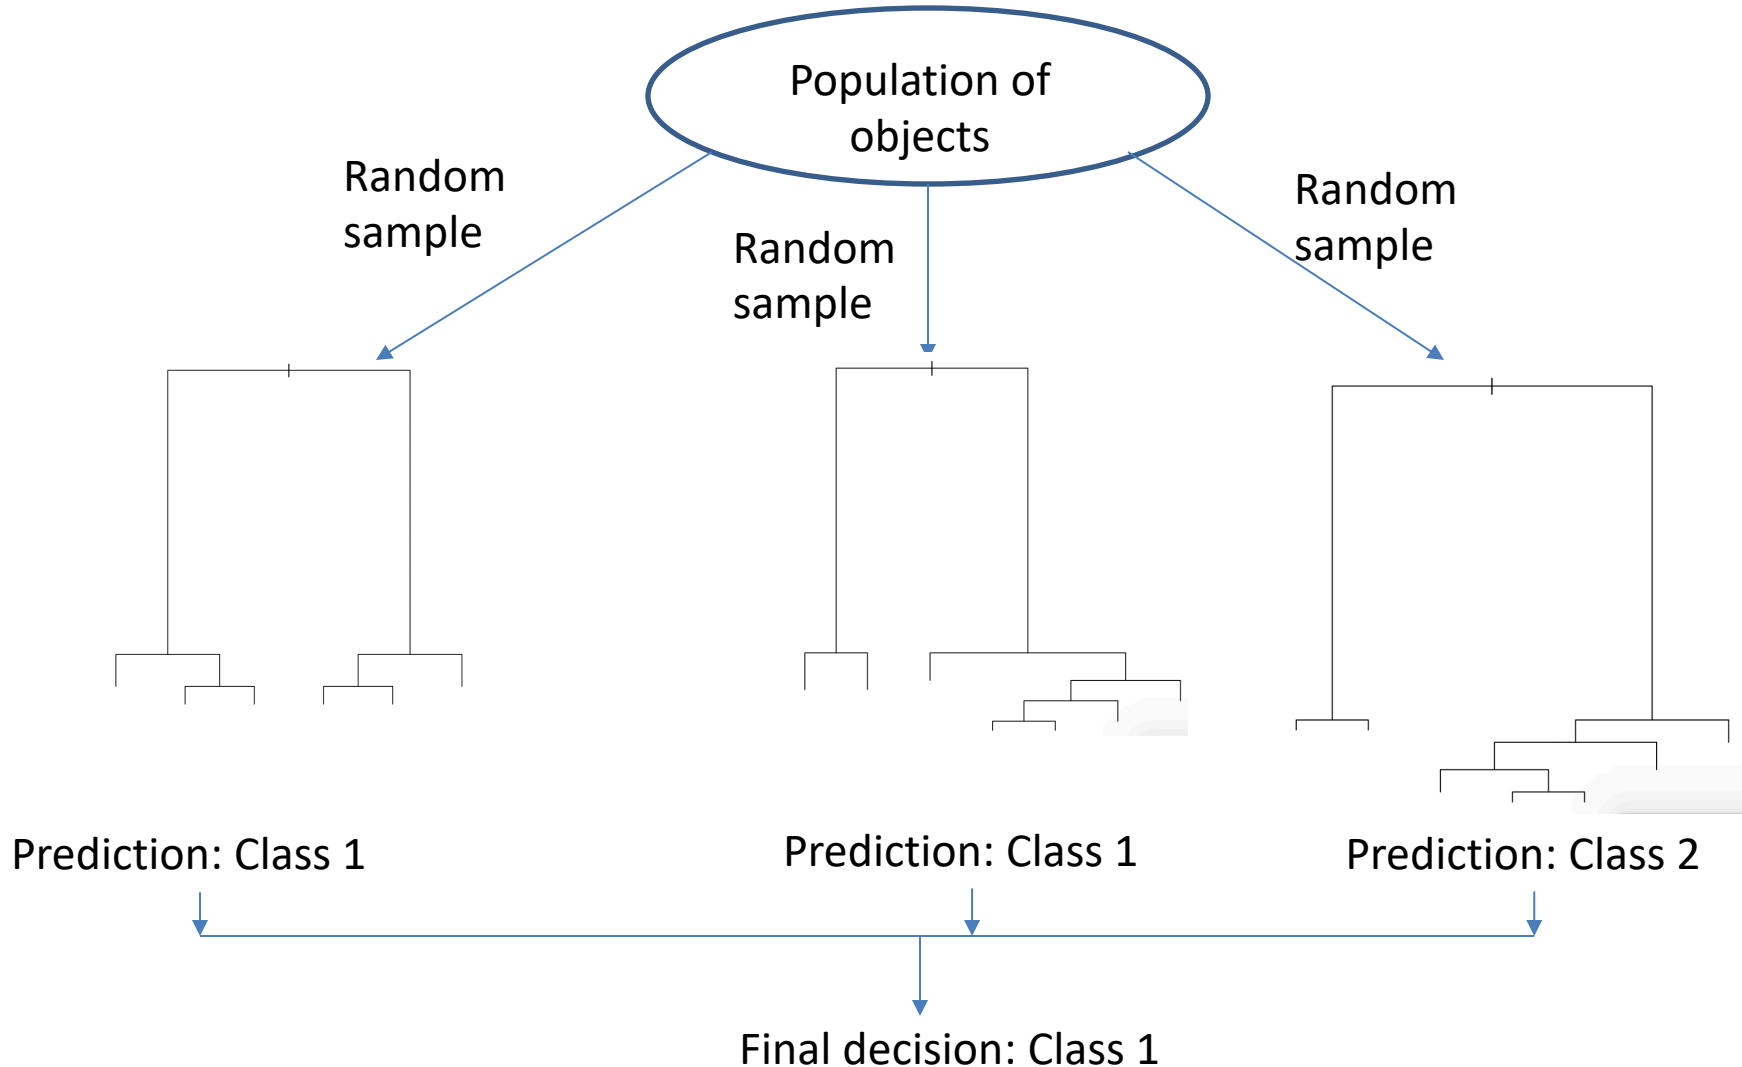 Population of
objects
Random
sample
Random
sample
Random
sample
Prediction: Class 1
Prediction: Class 1
Prediction: Class 2
Final decision: Class 1